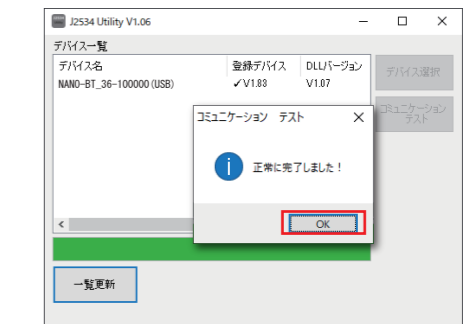 J2534 Utility V1.06
デバイス一覧
デバイス名 登録デバイス DLLバージョン
NANO-BT_36-100000 (USB) ✓V1.83 V1.07
デバイス選択
コミュニケーション
テスト
コミュニケーション テスト
正常に完了しました!
OK
一覧更新